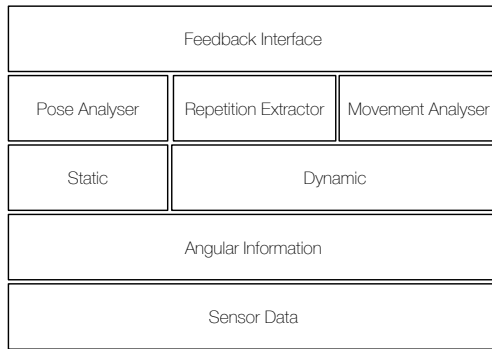 Feedback Interface
Pose Analyser
Repetition Extractor
Movement Analyser
Static
Dynamic
Angular Information
Sensor Data